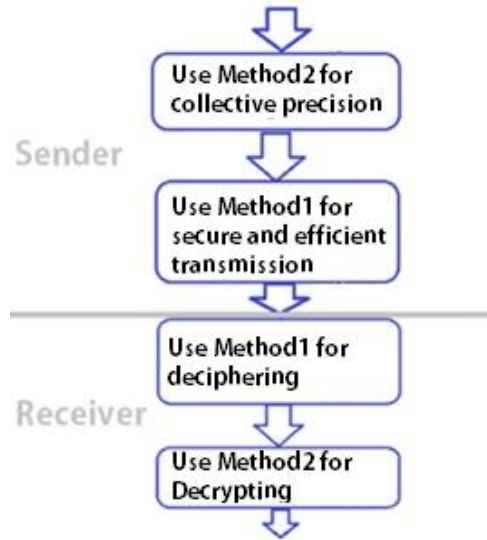 Use Method2 for
collective precision
Sender
Use Method1 for
secure and efficient
transmission
Use Method1 for
deciphering
Receiver
Use Method2 for
Decrypting